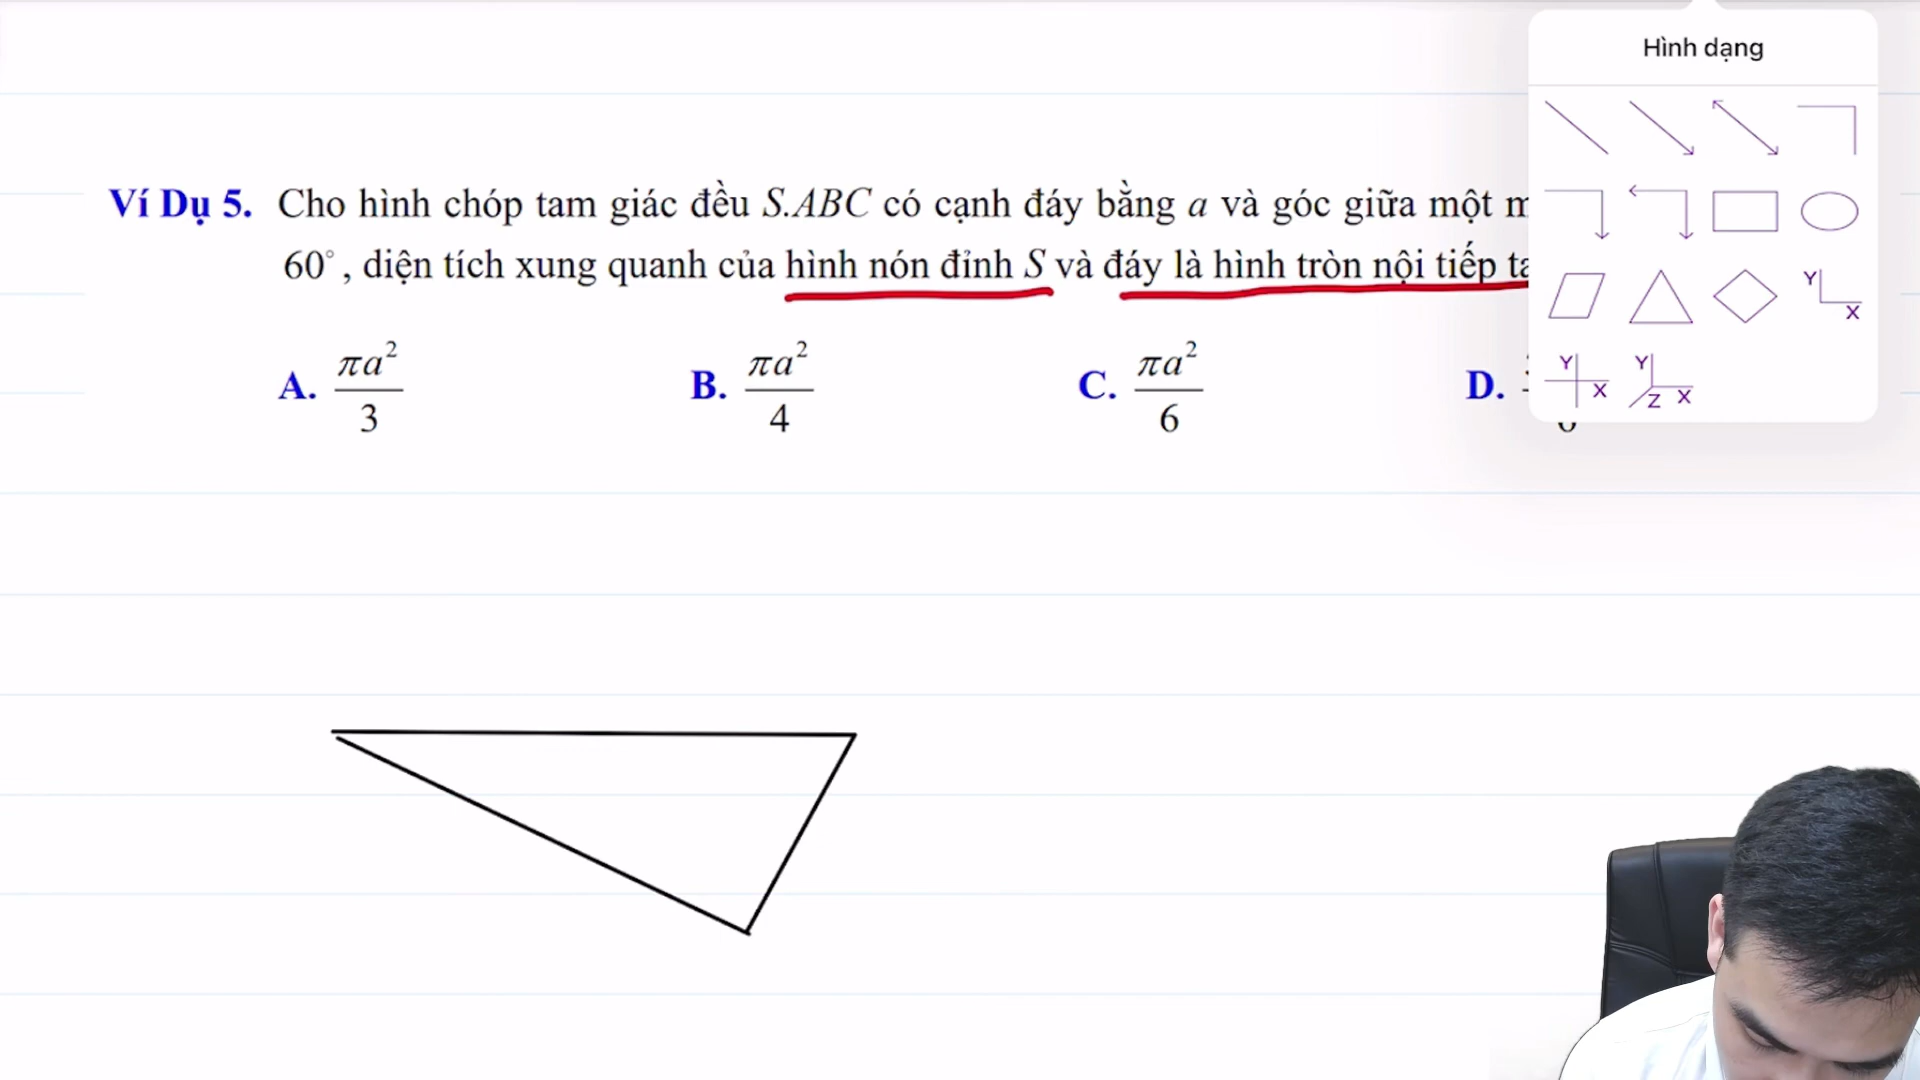 Hình dạng
Ví Dụ 5. Cho hình chóp tam giác đều S.ABC có cạnh đáy bằng a và góc giữa một
60°, diện tích xung quanh của hình nón đỉnh S và đáy là hình tròn nội tiếp
A. πa²/3 B. πa²/4 C. πa²/6 D.
Y X
Y X Y Z X